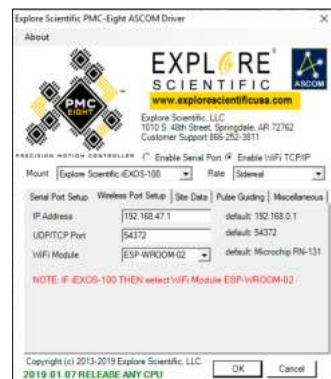 Explore Scientific PMC-Eight ASCOM Driver
About
PMC
EIGHT
™
PRECISION MOTION CONTROLLER
EXPLORE
SCIENTIFIC
ASCOM
www.explorescientificusa.com
Explore Scientific, LLC
1010 S. 48th Street, Springdale, AR 72762
Customer Support 866-252-3811
Enable Serial Port Enable WiFi TCP/IP
Mount Explore Scientific iEXOS-100 Rate Sidereal
Serial Port Setup Wireless Port Setup Site Data Pulse Guiding Miscellaneous
IP Address 192.168.47.1 default: 192.168.0.1
UDP/TCP Port 54372 default: 54372
WiFi Module ESP-WROOM-02 default: Microchip RN-131
NOTE: IF iEXOS-100 THEN select WiFi Module ESP-WROOM-02
Copyright (c) 2013-2019 Explore Scientific, LLC.
2019.01.07 RELEASE ANY CPU
OK Cancel